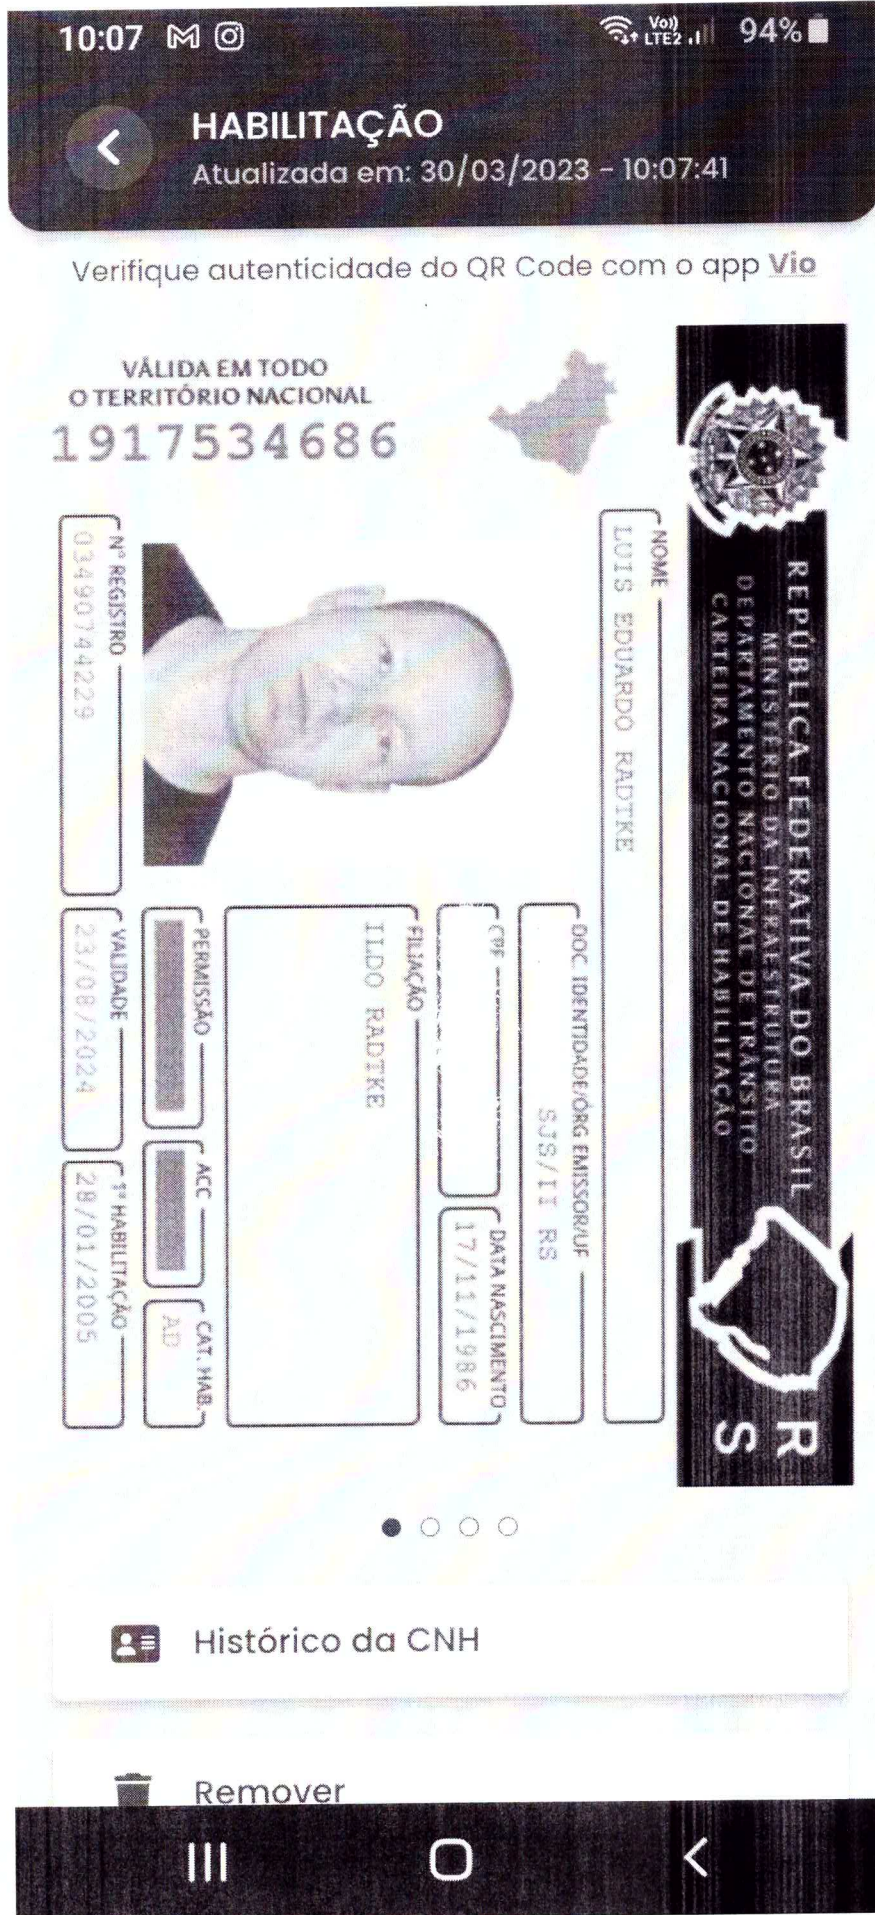 10:07
Vo))
LTE2
94%
HABILITAÇÃO
Atualizada em: 30/03/2023 - 10:07:41
Verifique autenticidade do QR Code com o app Vio
VÁLIDA EM TODO
O TERRITÓRIO NACIONAL
1917534686
REPÚBLICA FEDERATIVA DO BRASIL
MINISTÉRIO DA INFRAESTRUTURA
DEPARTAMENTO NACIONAL DE TRÂNSITO
CARTEIRA NACIONAL DE HABILITAÇÃO
RS
NOME
LUIS EDUARDO RADTKE
DOC. IDENTIDADE/ÓRG EMISSOR/UF
SJS/II RS
CPF
DATA NASCIMENTO
17/11/1986
FILIAÇÃO
ILDO RADTKE
PERMISSÃO
ACC
CAT. HAB.
AB
Nº REGISTRO
03490744229
VALIDADE
23/08/2024
1ª HABILITAÇÃO
28/01/2005
Histórico da CNH
Remover